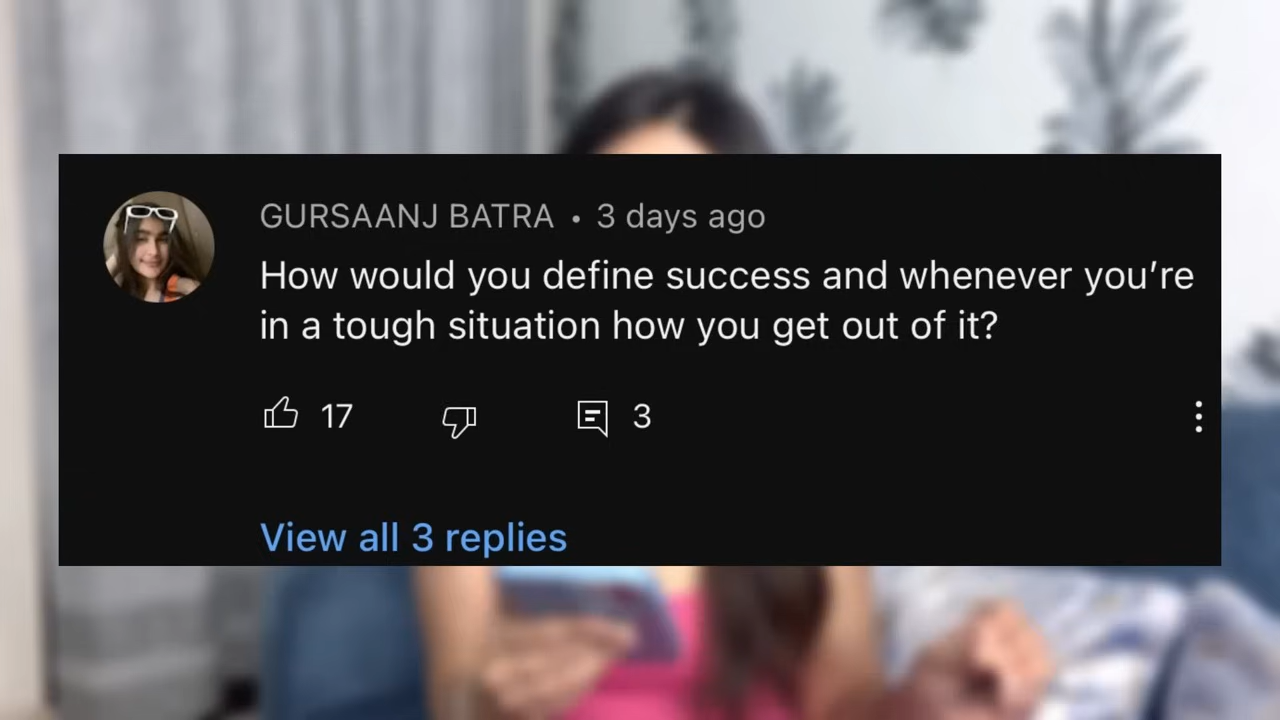 GURSAANJ BATRA • 3 days ago
How would you define success and whenever you’re
in a tough situation how you get out of it?
17
3
View all 3 replies